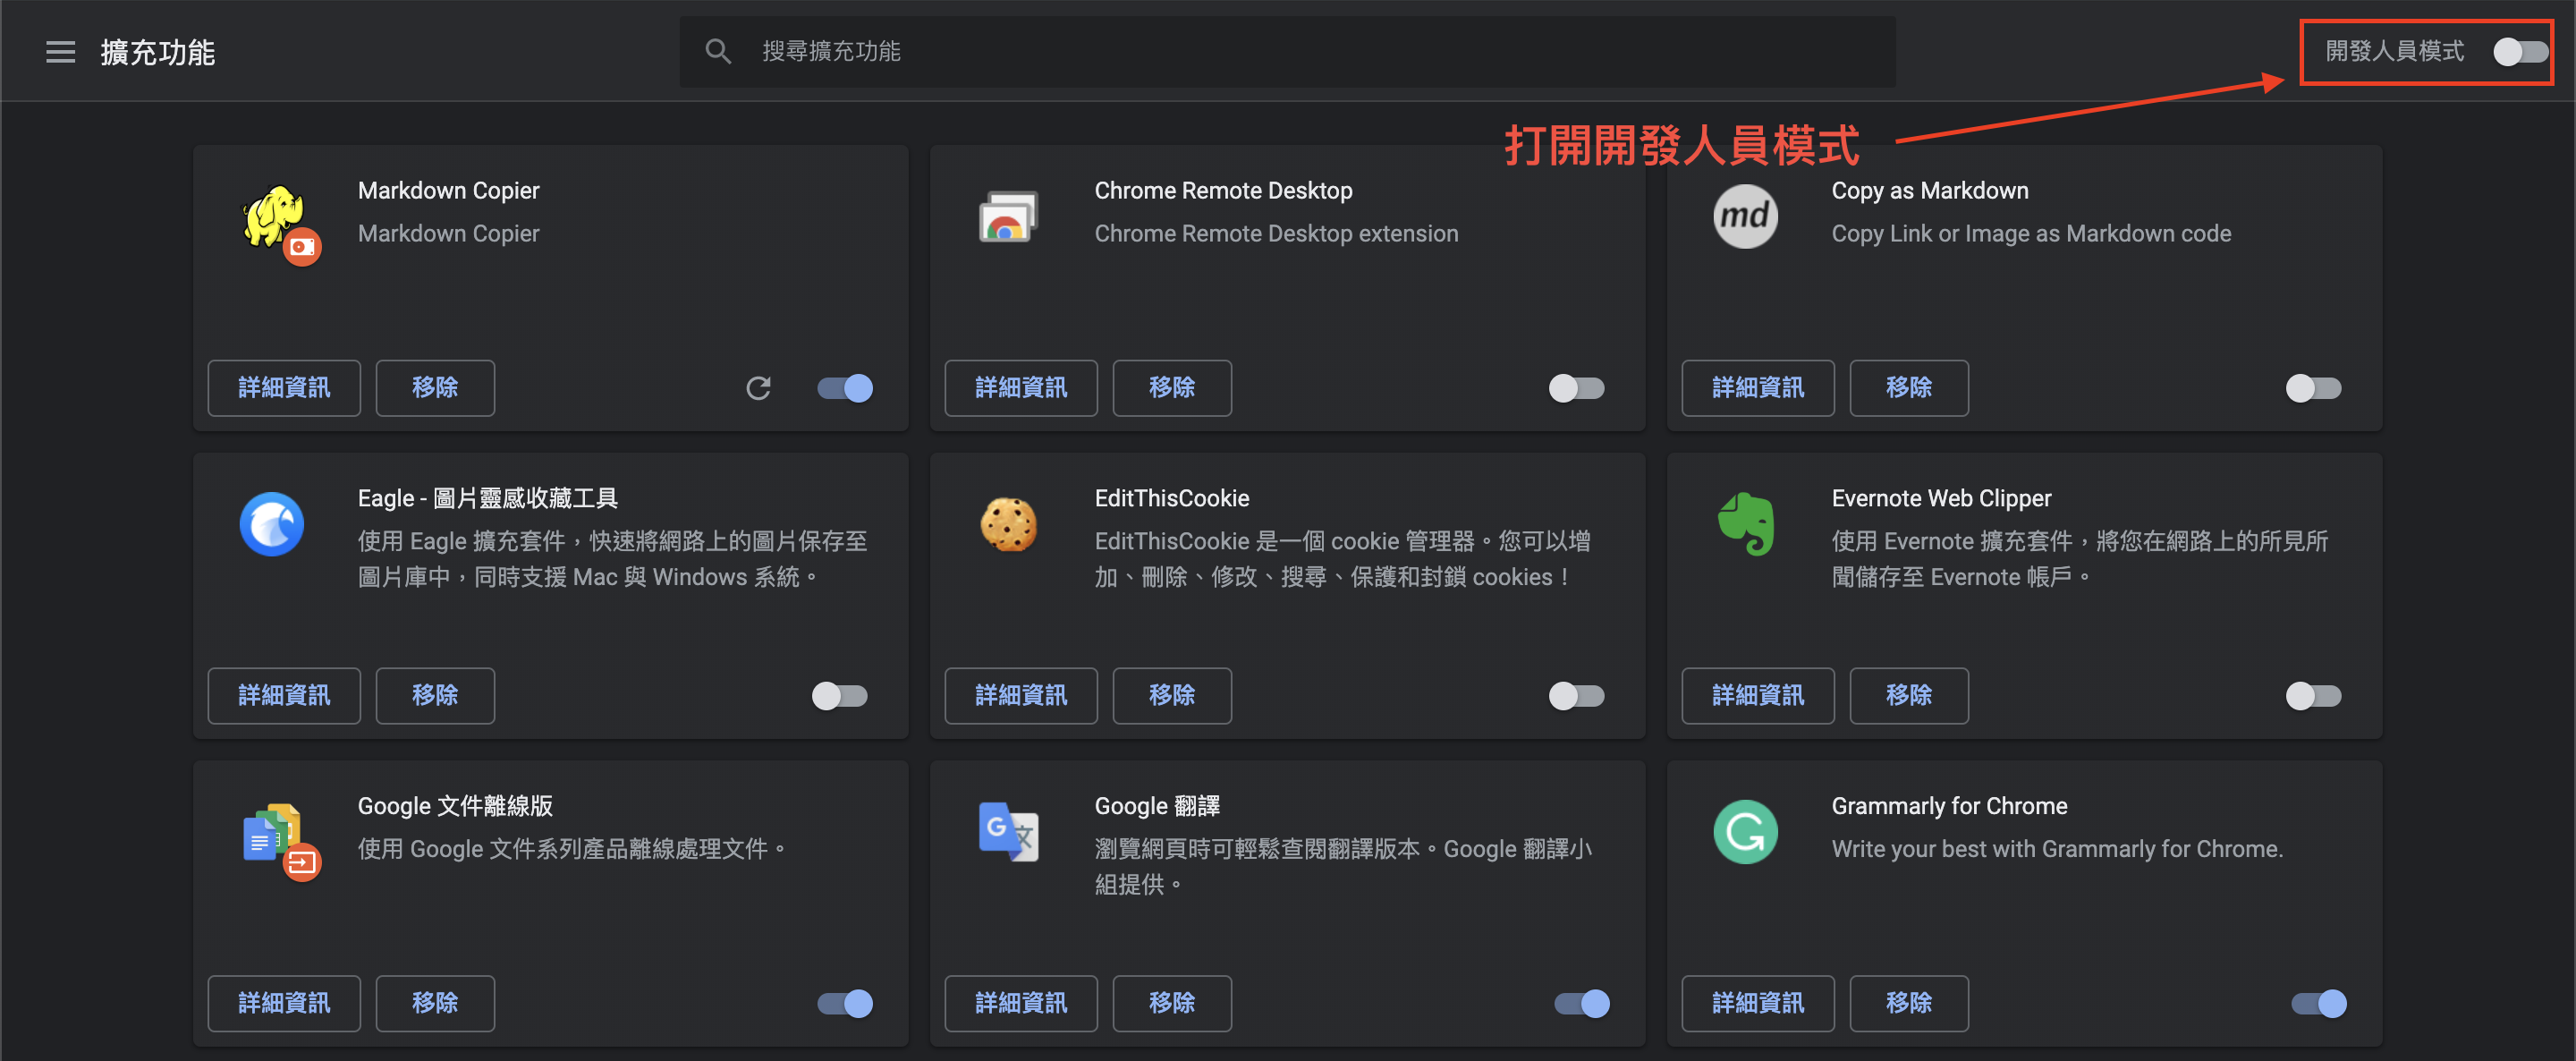 擴充功能
搜尋擴充功能
開發人員模式
打開開發人員模式
Markdown Copier
Markdown Copier
詳細資訊
移除
Chrome Remote Desktop
Chrome Remote Desktop extension
詳細資訊
移除
md
Copy as Markdown
Copy Link or Image as Markdown code
詳細資訊
移除
Eagle - 圖片靈感收藏工具
使用 Eagle 擴充套件，快速將網路上的圖片保存至
圖片庫中，同時支援 Mac 與 Windows 系統。
詳細資訊
移除
EditThisCookie
EditThisCookie 是一個 cookie 管理器。您可以增
加、刪除、修改、搜尋、保護和封鎖 cookies！
詳細資訊
移除
Evernote Web Clipper
使用 Evernote 擴充套件，將您在網路上的所見所
聞儲存至 Evernote 帳戶。
詳細資訊
移除
Google 文件離線版
使用 Google 文件系列產品離線處理文件。
詳細資訊
移除
G 文
Google 翻譯
瀏覽網頁時可輕鬆查閱翻譯版本。Google 翻譯小
組提供。
詳細資訊
移除
G
Grammarly for Chrome
Write your best with Grammarly for Chrome.
詳細資訊
移除